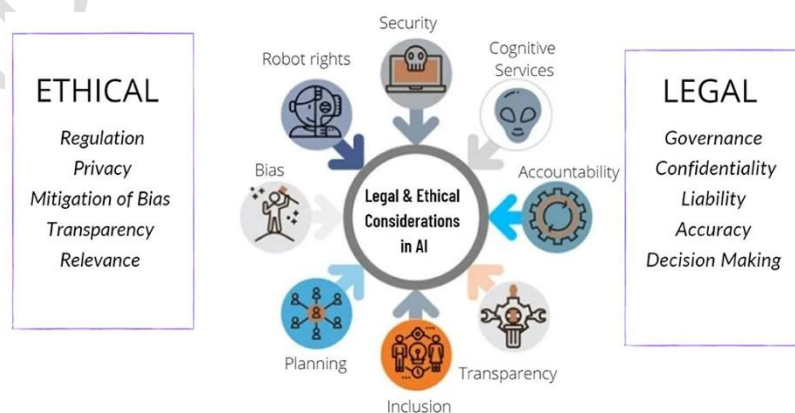 ETHICAL
Regulation
Privacy
Mitigation of Bias
Transparency
Relevance
Security
Robot rights
Cognitive
Services
Bias
Accountability
Legal & Ethical
Considerations
in AI
Planning
Transparency
Inclusion
LEGAL
Governance
Confidentiality
Liability
Accuracy
Decision Making